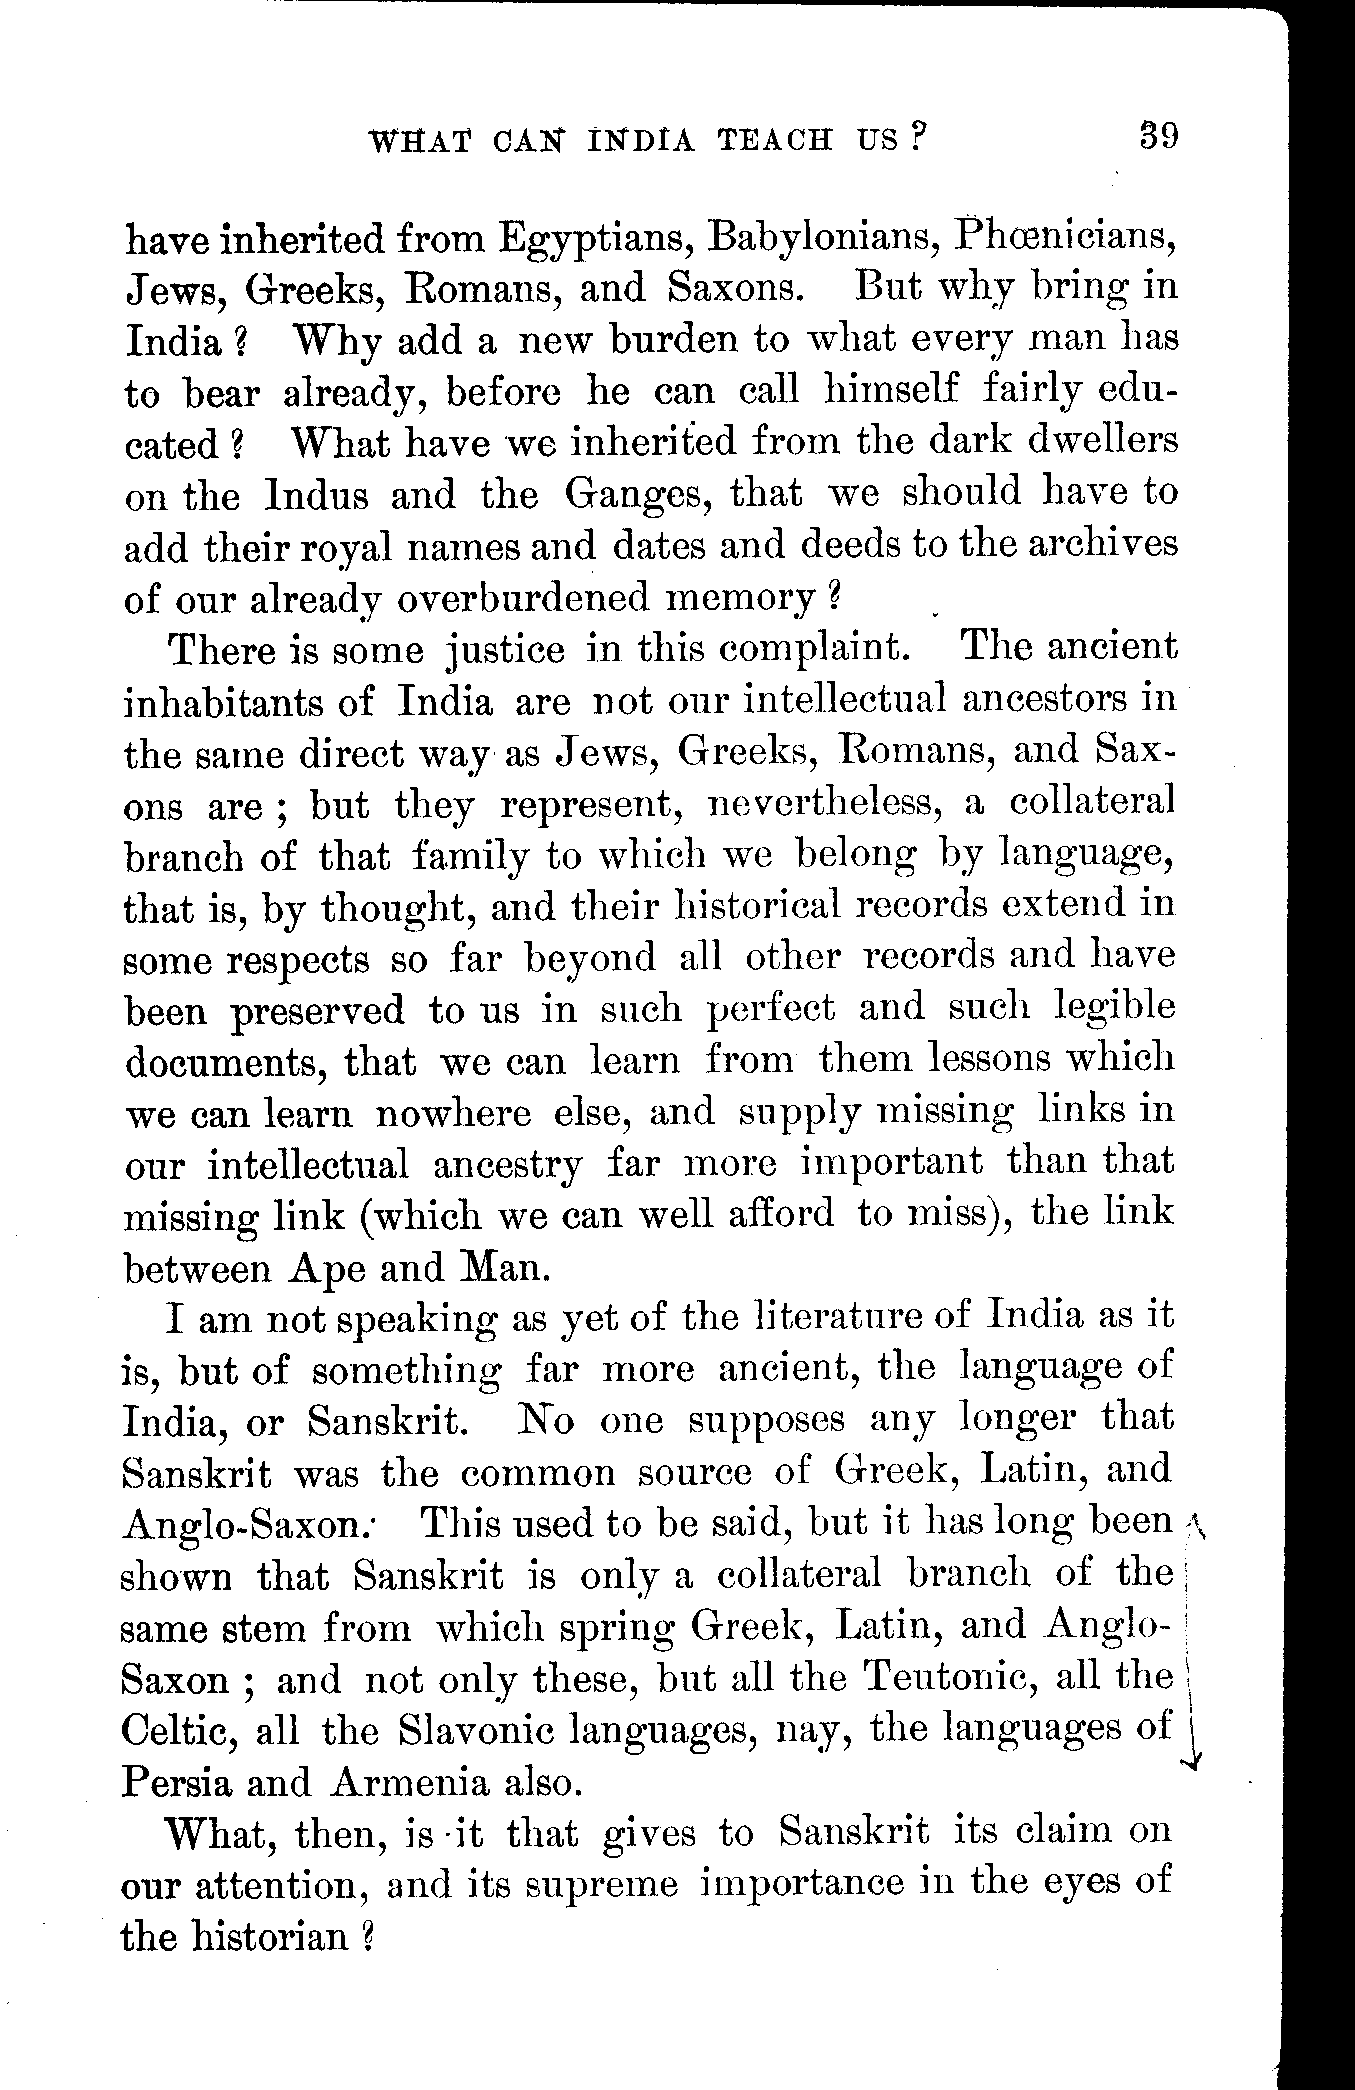 WHAT CAN INDIA TEACH US ? 39
have inherited from Egyptians, Babylonians, Phœnicians,
Jews, Greeks, Romans, and Saxons. But why bring in
India ? Why add a new burden to what every man has
to bear already, before he can call himself fairly edu-
cated ? What have we inherited from the dark dwellers
on the Indus and the Ganges, that we should have to
add their royal names and dates and deeds to the archives
of our already overburdened memory ?
There is some justice in this complaint. The ancient
inhabitants of India are not our intellectual ancestors in
the same direct way as Jews, Greeks, Romans, and Sax-
ons are ; but they represent, nevertheless, a collateral
branch of that family to which we belong by language,
that is, by thought, and their historical records extend in
some respects so far beyond all other records and have
been preserved to us in such perfect and such legible
documents, that we can learn from them lessons which
we can learn nowhere else, and supply missing links in
our intellectual ancestry far more important than that
missing link (which we can well afford to miss), the link
between Ape and Man.
I am not speaking as yet of the literature of India as it
is, but of something far more ancient, the language of
India, or Sanskrit. No one supposes any longer that
Sanskrit was the common source of Greek, Latin, and
Anglo-Saxon. This used to be said, but it has long been
shown that Sanskrit is only a collateral branch of the
same stem from which spring Greek, Latin, and Anglo-
Saxon ; and not only these, but all the Teutonic, all the
Celtic, all the Slavonic languages, nay, the languages of
Persia and Armenia also.
What, then, is it that gives to Sanskrit its claim on
our attention, and its supreme importance in the eyes of
the historian ?